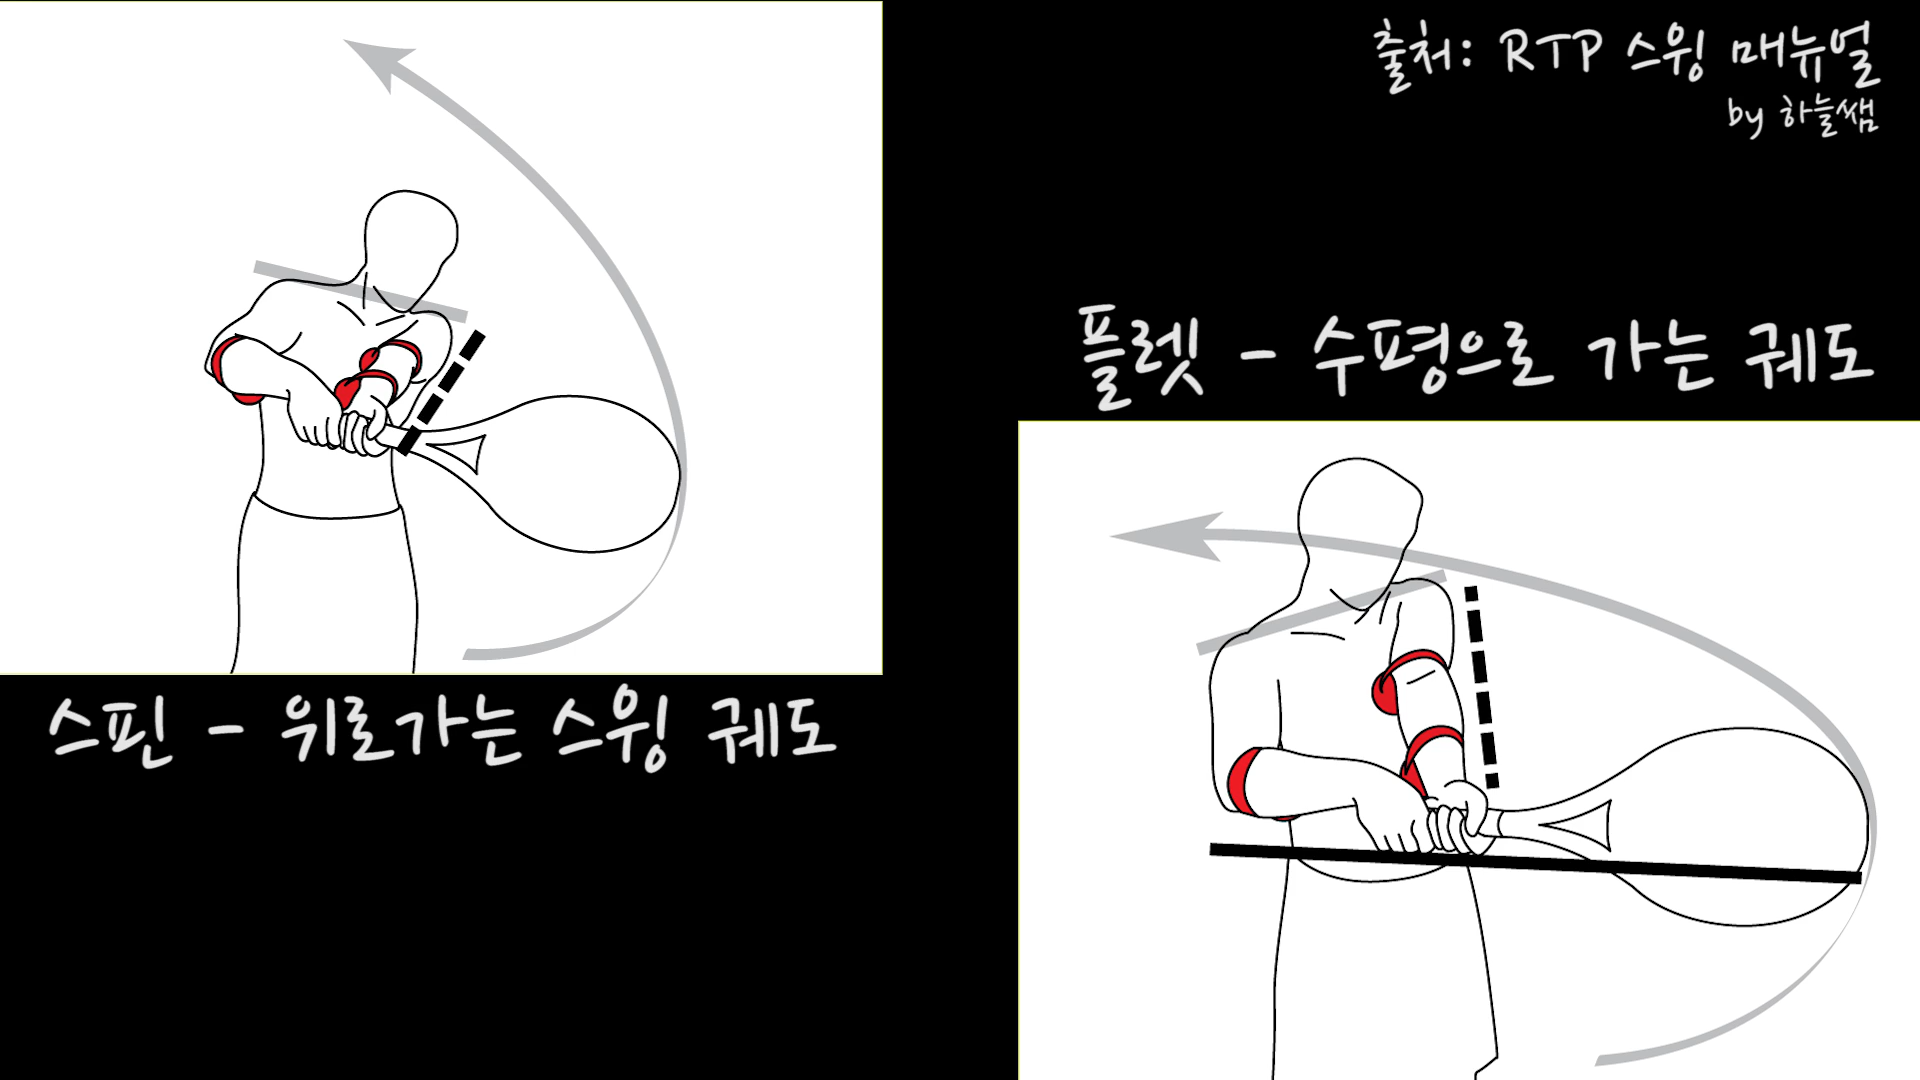 출처: RTP 스윙 매뉴얼
by 하늘쌤
플렛 - 수평으로 가는 궤도
스핀 - 위로가는 스윙 궤도